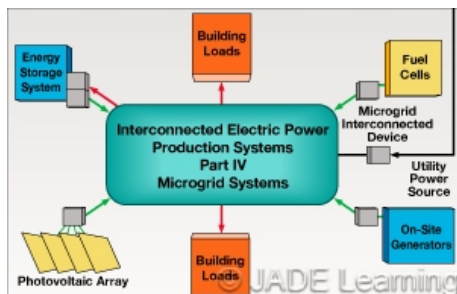 Building
Loads
Energy
Storage
System
Fuel
Cells
Microgrid
Interconnected
Device
Interconnected Electric Power
Production Systems
Part IV
Microgrid Systems
Utility
Power
Source
On-Site
Generators
Photovoltaic Array
Building
Loads
© JADE Learning